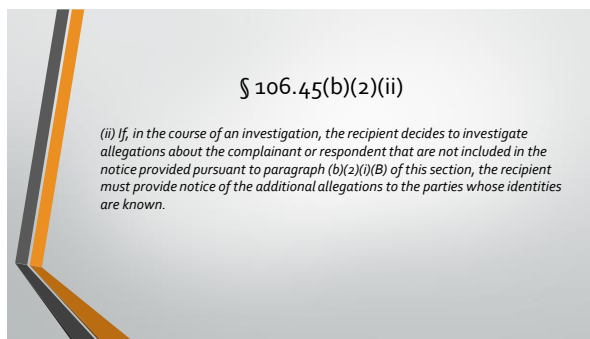 § 106.45(b)(2)(ii)
(ii) If, in the course of an investigation, the recipient decides to investigate
allegations about the complainant or respondent that are not included in the
notice provided pursuant to paragraph (b)(2)(i)(B) of this section, the recipient
must provide notice of the additional allegations to the parties whose identities
are known.